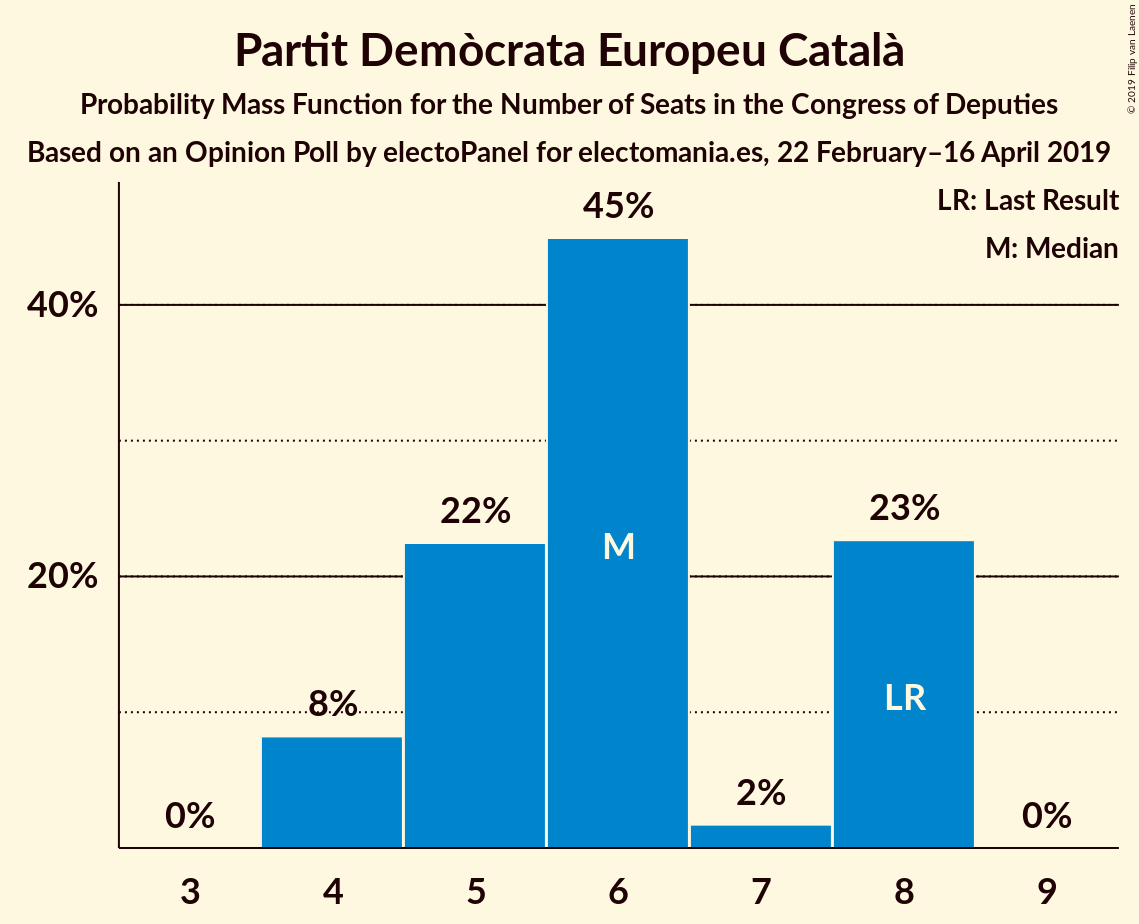 Partit Demòcrata Europeu Català
Probability Mass Function for the Number of Seats in the Congress of Deputies
Based on an Opinion Poll by electoPanel for electomania.es, 22 February–16 April 2019
© 2019 Filip van Laenen
LR: Last Result
M: Median
45%
40%
23%
22%
M
20%
8%
LR
2%
0%
0%
3 4 5 6 7 8 9